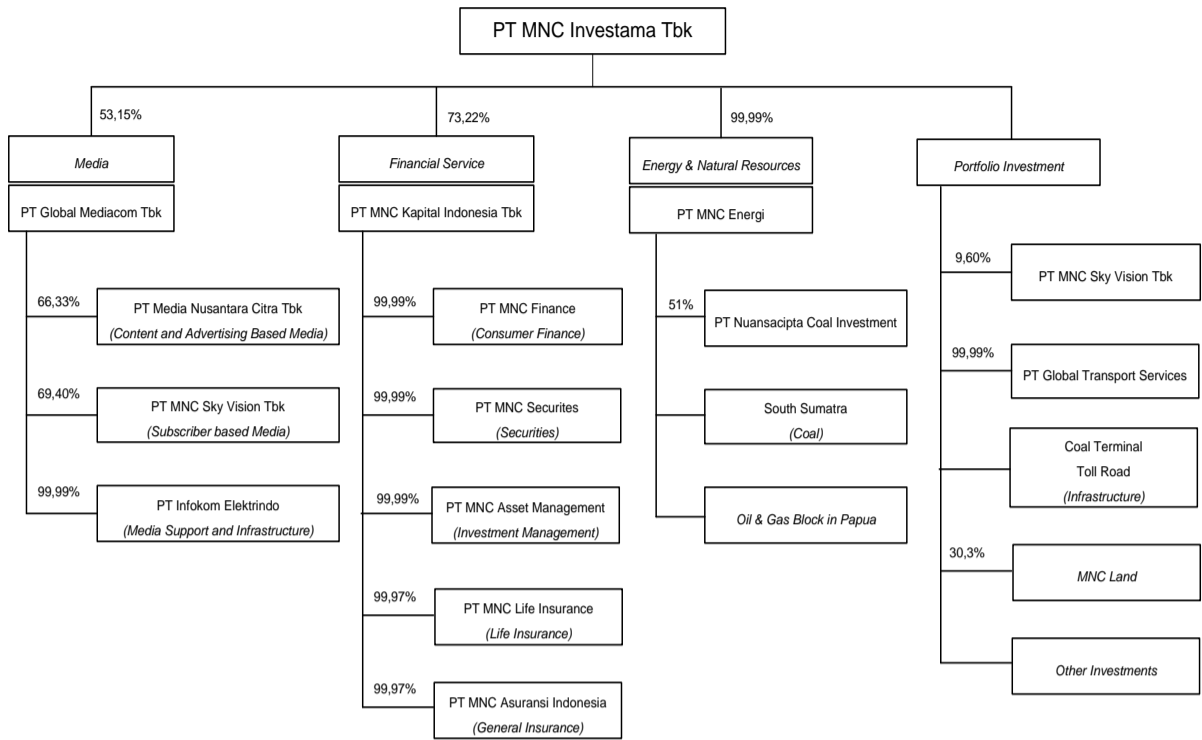 PT MNC Investama Tbk
53,15%
73,22%
99,99%
Media
Financial Service
Energy & Natural Resources
Portfolio Investment
PT Global Mediacom Tbk
PT MNC Kapital Indonesia Tbk
PT MNC Energi
66,33%
PT Media Nusantara Citra Tbk
(Content and Advertising Based Media)
69,40%
PT MNC Sky Vision Tbk
(Subscriber based Media)
99,99%
PT Infokom Elektrindo
(Media Support and Infrastructure)
99,99%
PT MNC Finance
(Consumer Finance)
99,99%
PT MNC Securites
(Securities)
99,99%
PT MNC Asset Management
(Investment Management)
99,97%
PT MNC Life Insurance
(Life Insurance)
99,97%
PT MNC Asuransi Indonesia
(General Insurance)
51%
PT Nuansacipta Coal Investment
South Sumatra
(Coal)
Oil & Gas Block in Papua
9,60%
PT MNC Sky Vision Tbk
99,99%
PT Global Transport Services
Coal Terminal
Toll Road
(Infrastructure)
30,3%
MNC Land
Other Investments